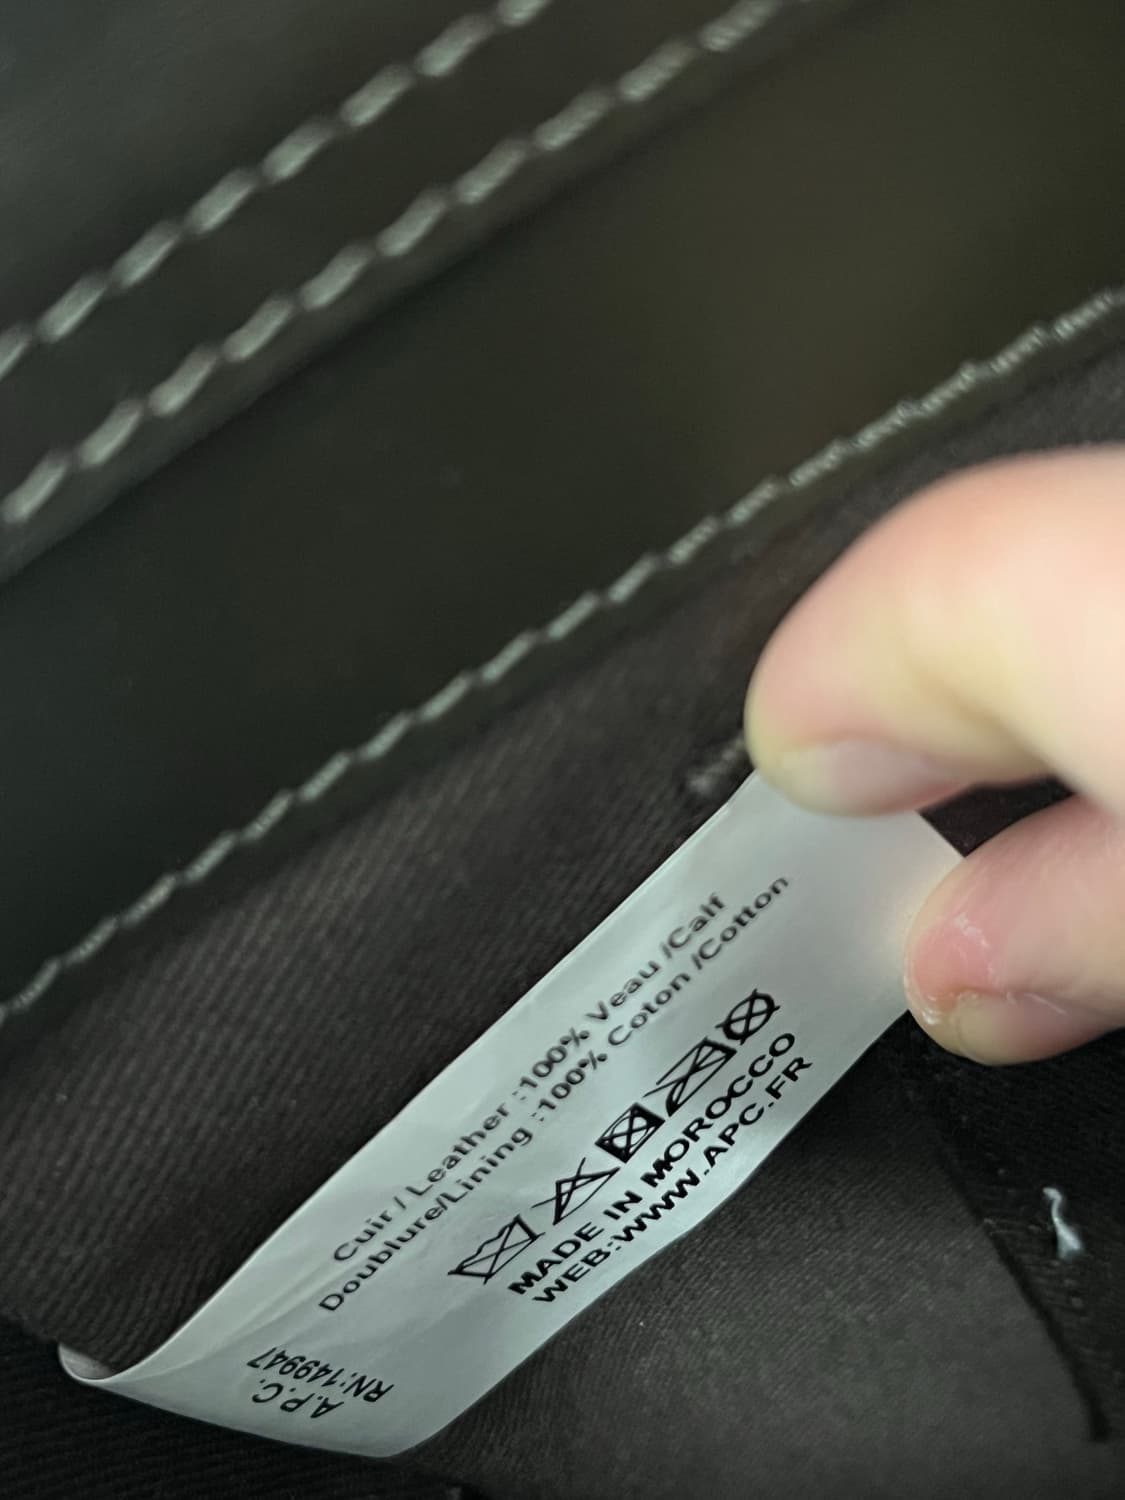 Cuir / Leather :100% Veau /Calf
Doublure/Lining :100% Coton /Cotton
MADE IN MOROCCO
WEB:WWW.APC.FR
A.P.C.
RN:149947